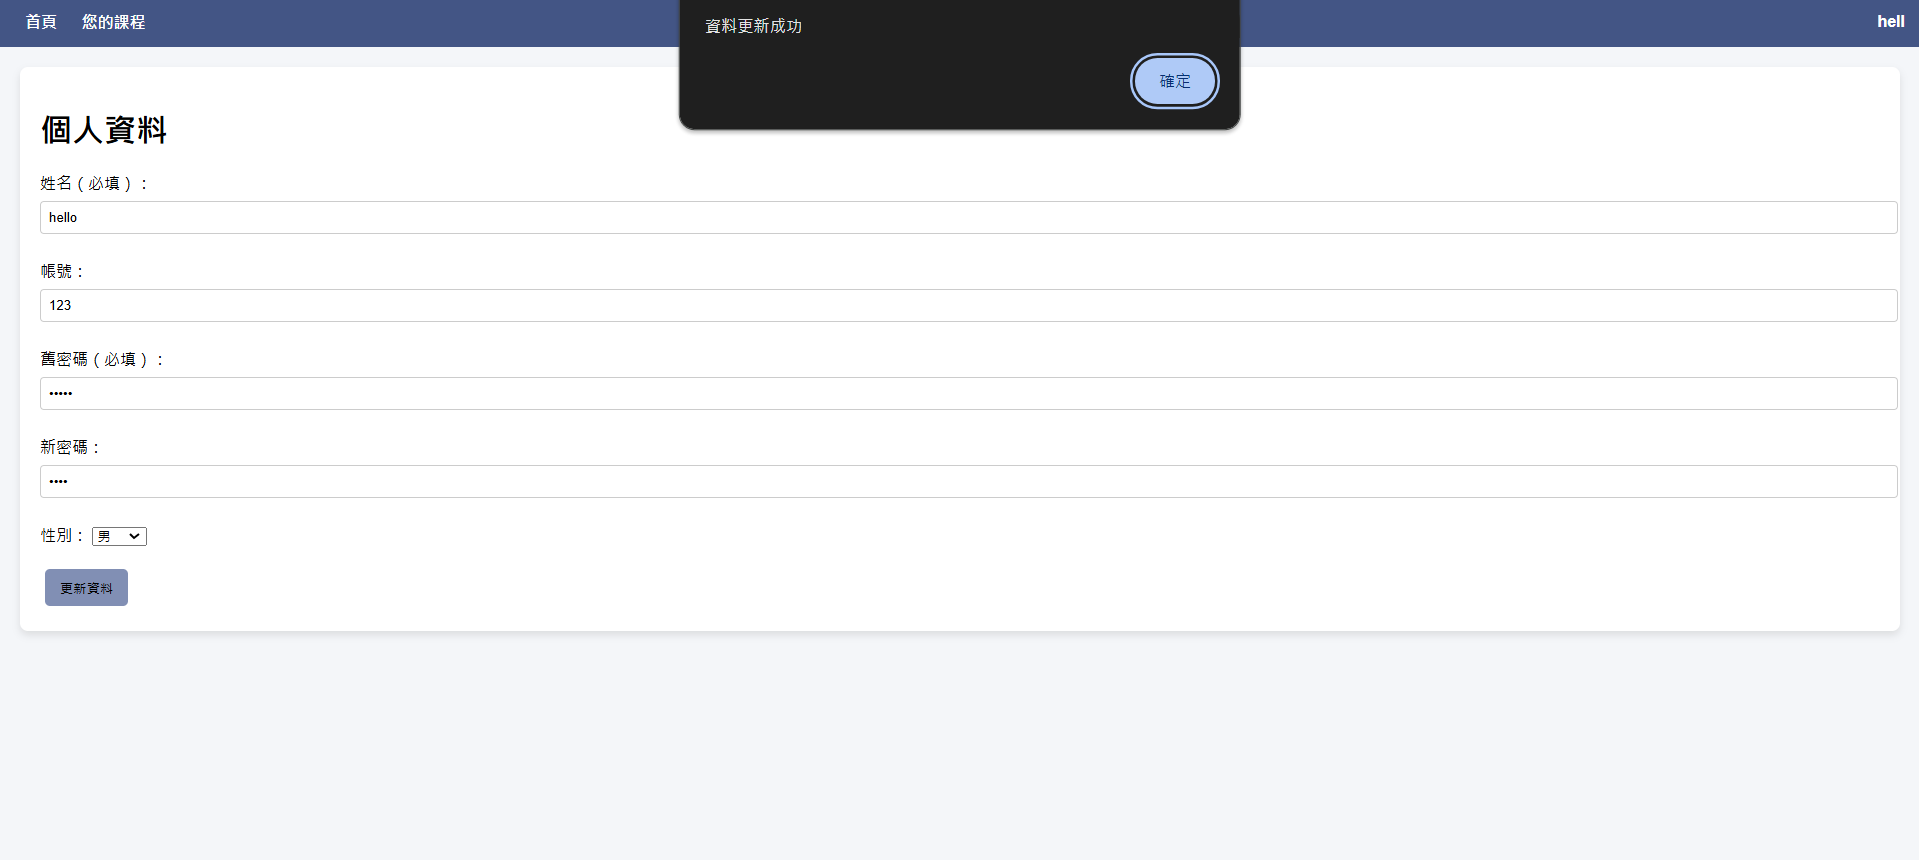 首頁 您的課程 hell
資料更新成功
確定
個人資料
姓名（必填）：
hello
帳號：
123
舊密碼（必填）：
•••••
新密碼：
••••
性別： 男
更新資料